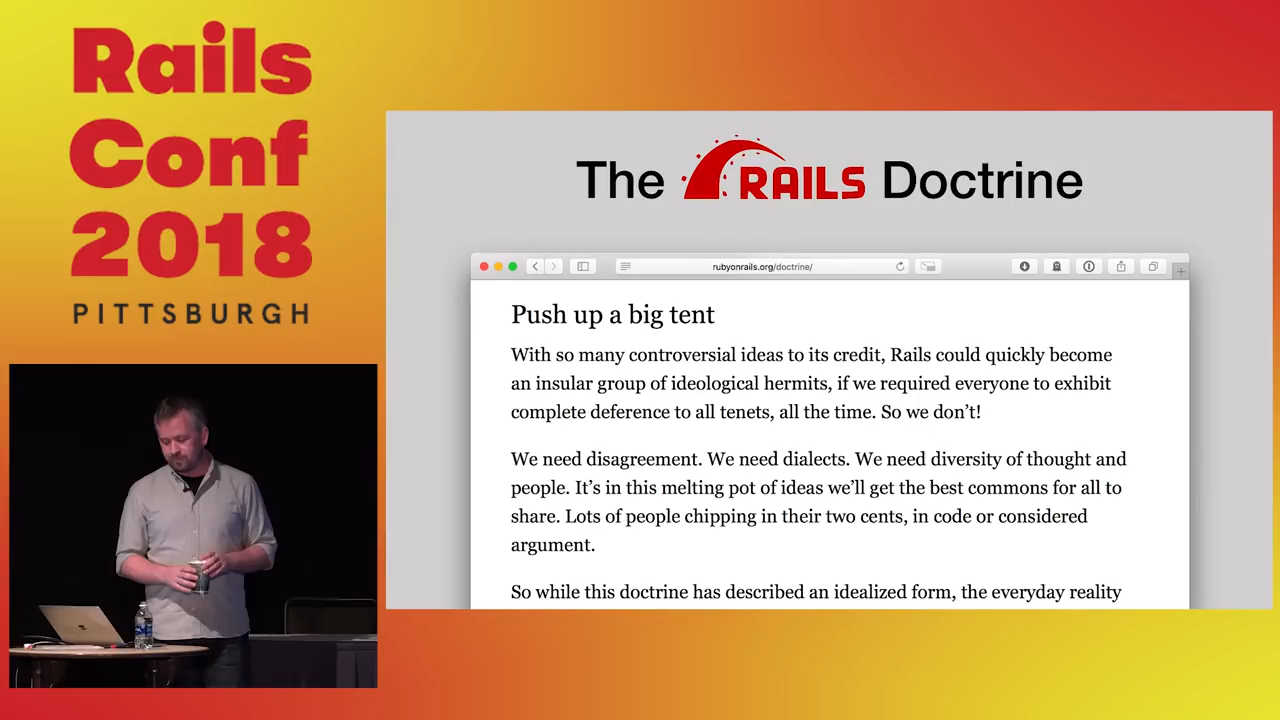 Rails
Conf
2018
PITTSBURGH
The RAILS Doctrine
rubyonrails.org/doctrine/
Push up a big tent
With so many controversial ideas to its credit, Rails could quickly become
an insular group of ideological hermits, if we required everyone to exhibit
complete deference to all tenets, all the time. So we don’t!
We need disagreement. We need dialects. We need diversity of thought and
people. It’s in this melting pot of ideas we’ll get the best commons for all to
share. Lots of people chipping in their two cents, in code or considered
argument.
So while this doctrine has described an idealized form, the everyday reality